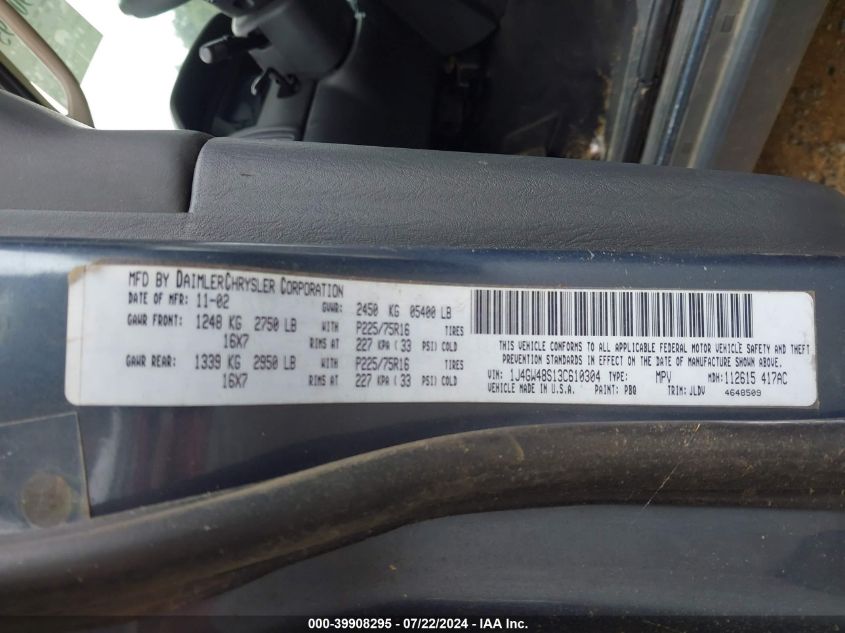 MFD BY DAIMLERCHRYSLER CORPORATION
DATE OF MFR: 11-02 GVWR: 2450 KG 05400 LB
GAWR FRONT: 1248 KG 2750 LB WITH P225/75R16 TIRES
16X7 RIMS AT 227 KPA ( 33 PSI) COLD
GAWR REAR: 1339 KG 2950 LB WITH P225/75R16 TIRES
16X7 RIMS AT 227 KPA ( 33 PSI) COLD
THIS VEHICLE CONFORMS TO ALL APPLICABLE FEDERAL MOTOR VEHICLE SAFETY AND THEFT
PREVENTION STANDARDS IN EFFECT ON THE DATE OF MANUFACTURE SHOWN ABOVE.
VIN: 1J4GW48S13C610304 TYPE: MPV MDH: 112615 417AC
VEHICLE MADE IN U.S.A. PAINT: PBQ TRIM: JLDV 4648509
000-39908295 - 07/22/2024 - IAA Inc.